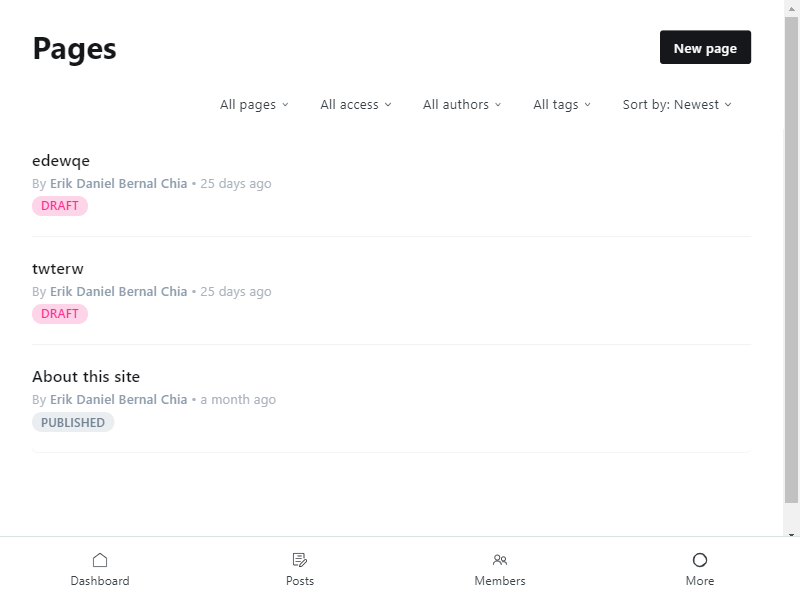 Pages
New page
All pages
All access
All authors
All tags
Sort by: Newest
edewqe
By Erik Daniel Bernal Chia • 25 days ago
DRAFT
twterw
By Erik Daniel Bernal Chia • 25 days ago
DRAFT
About this site
By Erik Daniel Bernal Chia • a month ago
PUBLISHED
Dashboard
Posts
Members
More